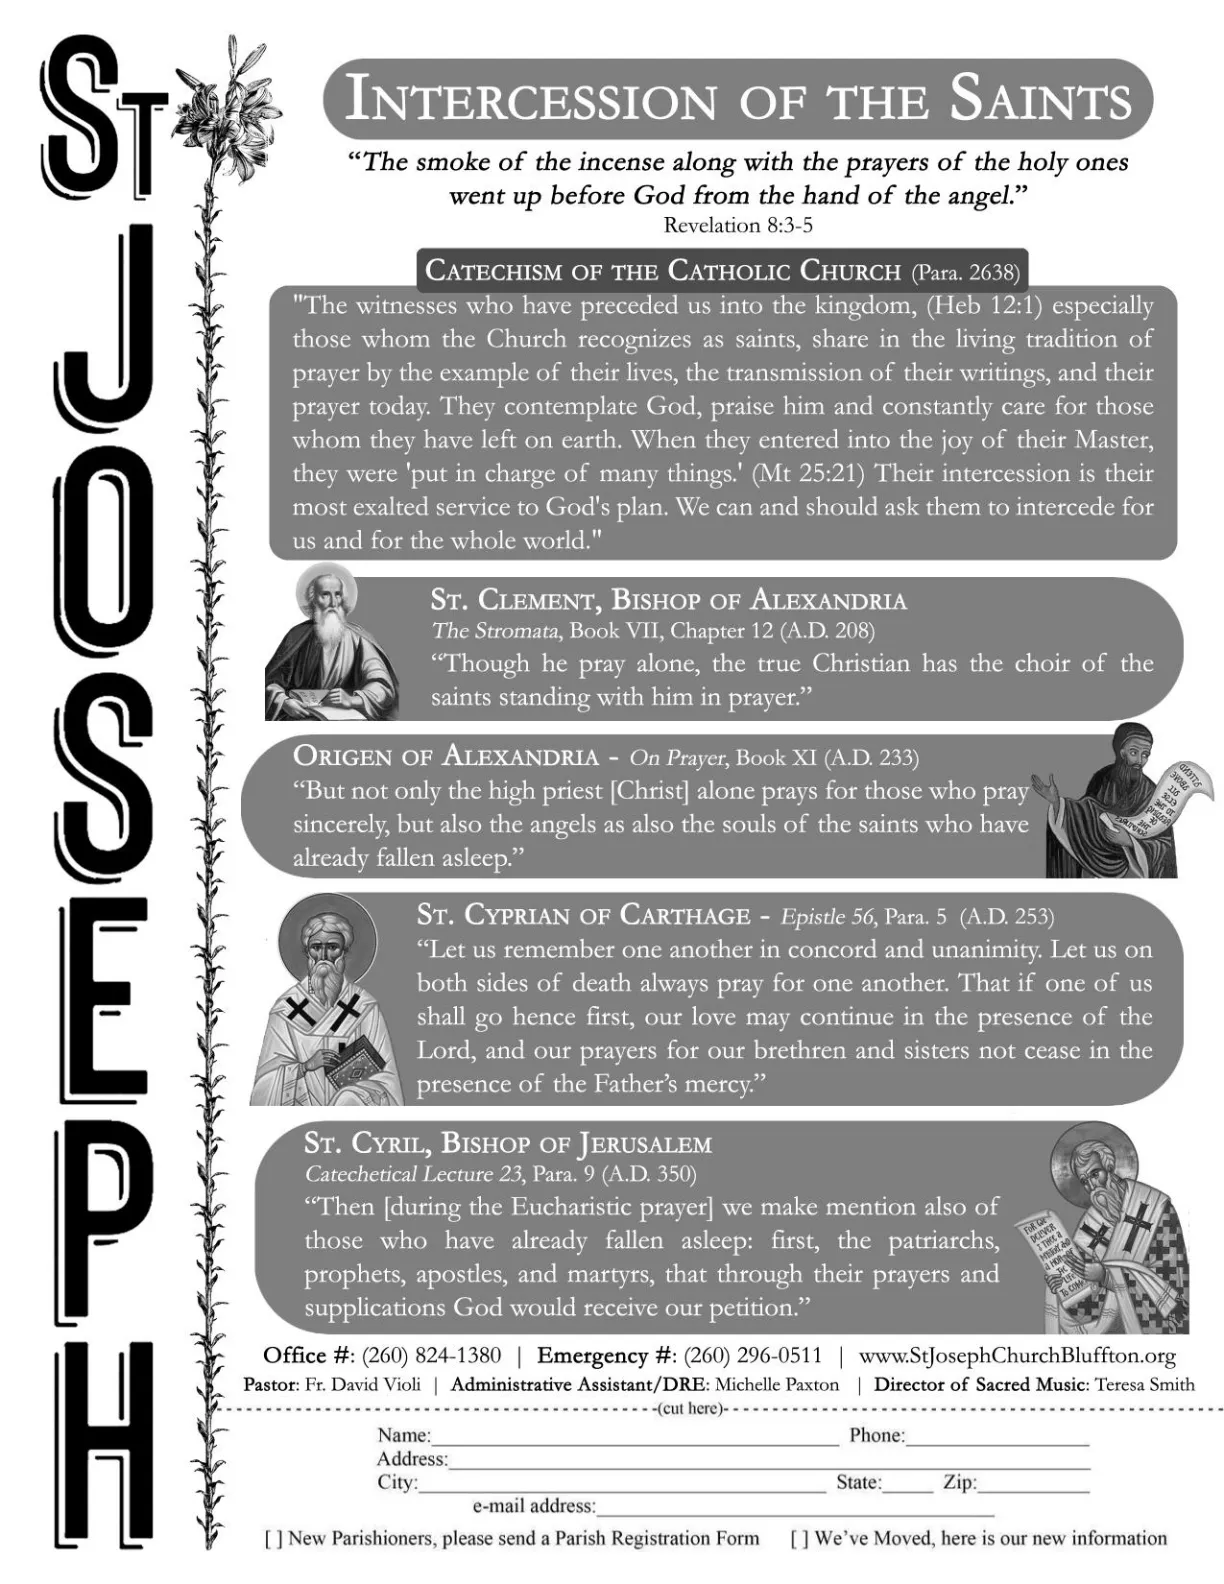 ST JOSEPH
INTERCESSION OF THE SAINTS
“The smoke of the incense along with the prayers of the holy ones
went up before God from the hand of the angel.”
Revelation 8:3-5
CATECHISM OF THE CATHOLIC CHURCH (Para. 2638)
"The witnesses who have preceded us into the kingdom, (Heb 12:1) especially
those whom the Church recognizes as saints, share in the living tradition of
prayer by the example of their lives, the transmission of their writings, and their
prayer today. They contemplate God, praise him and constantly care for those
whom they have left on earth. When they entered into the joy of their Master,
they were 'put in charge of many things.' (Mt 25:21) Their intercession is their
most exalted service to God's plan. We can and should ask them to intercede for
us and for the whole world."
ST. CLEMENT, BISHOP OF ALEXANDRIA
The Stromata, Book VII, Chapter 12 (A.D. 208)
“Though he pray alone, the true Christian has the choir of the
saints standing with him in prayer.”
ORIGEN OF ALEXANDRIA - On Prayer, Book XI (A.D. 233)
“But not only the high priest [Christ] alone prays for those who pray
sincerely, but also the angels as also the souls of the saints who have
already fallen asleep.”
ST. CYPRIAN OF CARTHAGE - Epistle 56, Para. 5 (A.D. 253)
“Let us remember one another in concord and unanimity. Let us on
both sides of death always pray for one another. That if one of us
shall go hence first, our love may continue in the presence of the
Lord, and our prayers for our brethren and sisters not cease in the
presence of the Father’s mercy.”
ST. CYRIL, BISHOP OF JERUSALEM
Catechetical Lecture 23, Para. 9 (A.D. 350)
“Then [during the Eucharistic prayer] we make mention also of
those who have already fallen asleep: first, the patriarchs,
prophets, apostles, and martyrs, that through their prayers and
supplications God would receive our petition.”
Office #: (260) 824-1380 | Emergency #: (260) 296-0511 | www.StJosephChurchBluffton.org
Pastor: Fr. David Violi | Administrative Assistant/DRE: Michelle Paxton | Director of Sacred Music: Teresa Smith
(cut here)
Name: Phone:
Address:
City: State: Zip:
e-mail address:
[ ] New Parishioners, please send a Parish Registration Form [ ] We’ve Moved, here is our new information